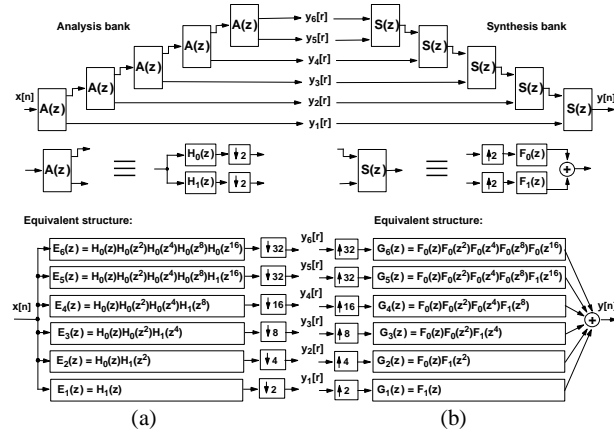 Analysis bank
Synthesis bank
A(z) y₆[r] S(z)
A(z) y₅[r] S(z)
A(z) y₄[r] S(z)
A(z) y₃[r] S(z)
x[n] A(z) y₂[r] S(z) y[n]
y₁[r]
A(z) ≡ H₀(z) ↓2
H₁(z) ↓2
S(z) ≡ ↑2 F₀(z) +
↑2 F₁(z)
Equivalent structure:
Equivalent structure:
E₆(z) = H₀(z)H₀(z²)H₀(z⁴)H₀(z⁸)H₀(z¹⁶) ↓32 y₆[r] ↑32 G₆(z) = F₀(z)F₀(z²)F₀(z⁴)F₀(z⁸)F₀(z¹⁶)
E₅(z) = H₀(z)H₀(z²)H₀(z⁴)H₀(z⁸)H₁(z¹⁶) ↓32 y₅[r] ↑32 G₅(z) = F₀(z)F₀(z²)F₀(z⁴)F₀(z⁸)F₁(z¹⁶)
x[n] E₄(z) = H₀(z)H₀(z²)H₀(z⁴)H₁(z⁸) ↓16 y₄[r] ↑16 G₄(z) = F₀(z)F₀(z²)F₀(z⁴)F₁(z⁸) + y[n]
E₃(z) = H₀(z)H₀(z²)H₁(z⁴) ↓8 y₃[r] ↑8 G₃(z) = F₀(z)F₀(z²)F₁(z⁴)
E₂(z) = H₀(z)H₁(z²) ↓4 y₂[r] ↑4 G₂(z) = F₀(z)F₁(z²)
E₁(z) = H₁(z) ↓2 y₁[r] ↑2 G₁(z) = F₁(z)
(a)
(b)